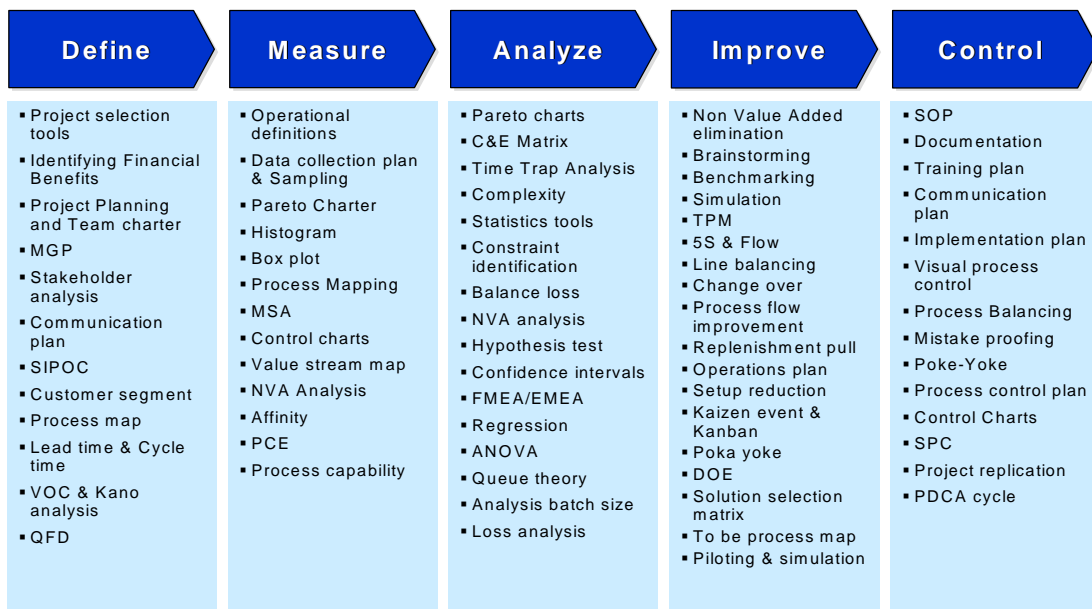 Define
Measure
Analyze
Improve
Control
▪ Project selection
tools
▪ Identifying Financial
Benefits
▪ Project Planning
and Team charter
▪ MGP
▪ Stakeholder
analysis
▪ Communication
plan
▪ SIPOC
▪ Customer segment
▪ Process map
▪ Lead time & Cycle
time
▪ VOC & Kano
analysis
▪ QFD
▪ Operational
definitions
▪ Data collection plan
& Sampling
▪ Pareto Charter
▪ Histogram
▪ Box plot
▪ Process Mapping
▪ MSA
▪ Control charts
▪ Value stream map
▪ NVA Analysis
▪ Affinity
▪ PCE
▪ Process capability
▪ Pareto charts
▪ C&E Matrix
▪ Time Trap Analysis
▪ Complexity
▪ Statistics tools
▪ Constraint
identification
▪ Balance loss
▪ NVA analysis
▪ Hypothesis test
▪ Confidence intervals
▪ FMEA/EMEA
▪ Regression
▪ ANOVA
▪ Queue theory
▪ Analysis batch size
▪ Loss analysis
▪ Non Value Added
elimination
▪ Brainstorming
▪ Benchmarking
▪ Simulation
▪ TPM
▪ 5S & Flow
▪ Line balancing
▪ Change over
▪ Process flow
improvement
▪ Replenishment pull
▪ Operations plan
▪ Setup reduction
▪ Kaizen event &
Kanban
▪ Poka yoke
▪ DOE
▪ Solution selection
matrix
▪ To be process map
▪ Piloting & simulation
▪ SOP
▪ Documentation
▪ Training plan
▪ Communication
plan
▪ Implementation plan
▪ Visual process
control
▪ Process Balancing
▪ Mistake proofing
▪ Poke-Yoke
▪ Process control plan
▪ Control Charts
▪ SPC
▪ Project replication
▪ PDCA cycle